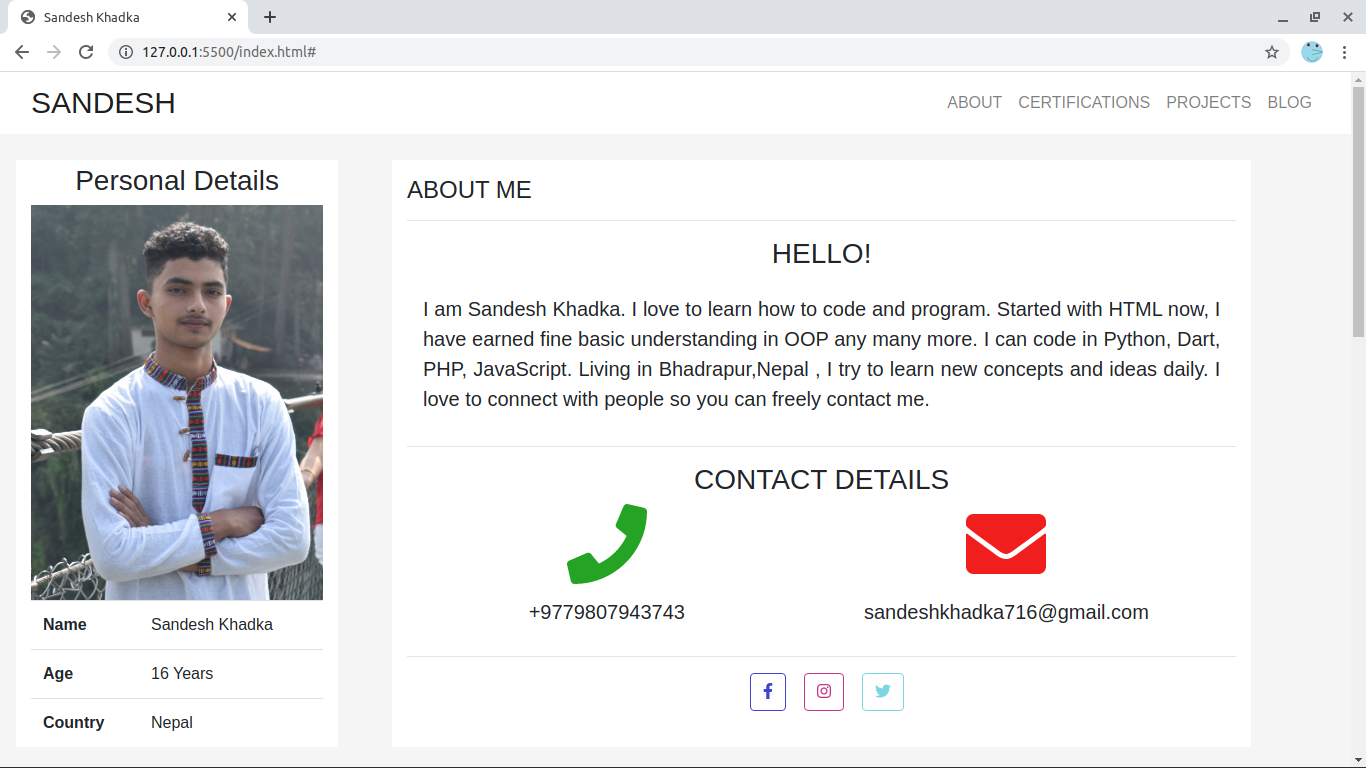 Sandesh Khadka
127.0.0.1:5500/index.html#
SANDESH
ABOUT CERTIFICATIONS PROJECTS BLOG
Personal Details
Name Sandesh Khadka
Age 16 Years
Country Nepal
ABOUT ME
HELLO!
I am Sandesh Khadka. I love to learn how to code and program. Started with HTML now, I
have earned fine basic understanding in OOP any many more. I can code in Python, Dart,
PHP, JavaScript. Living in Bhadrapur,Nepal , I try to learn new concepts and ideas daily. I
love to connect with people so you can freely contact me.
CONTACT DETAILS
+9779807943743
sandeshkhadka716@gmail.com